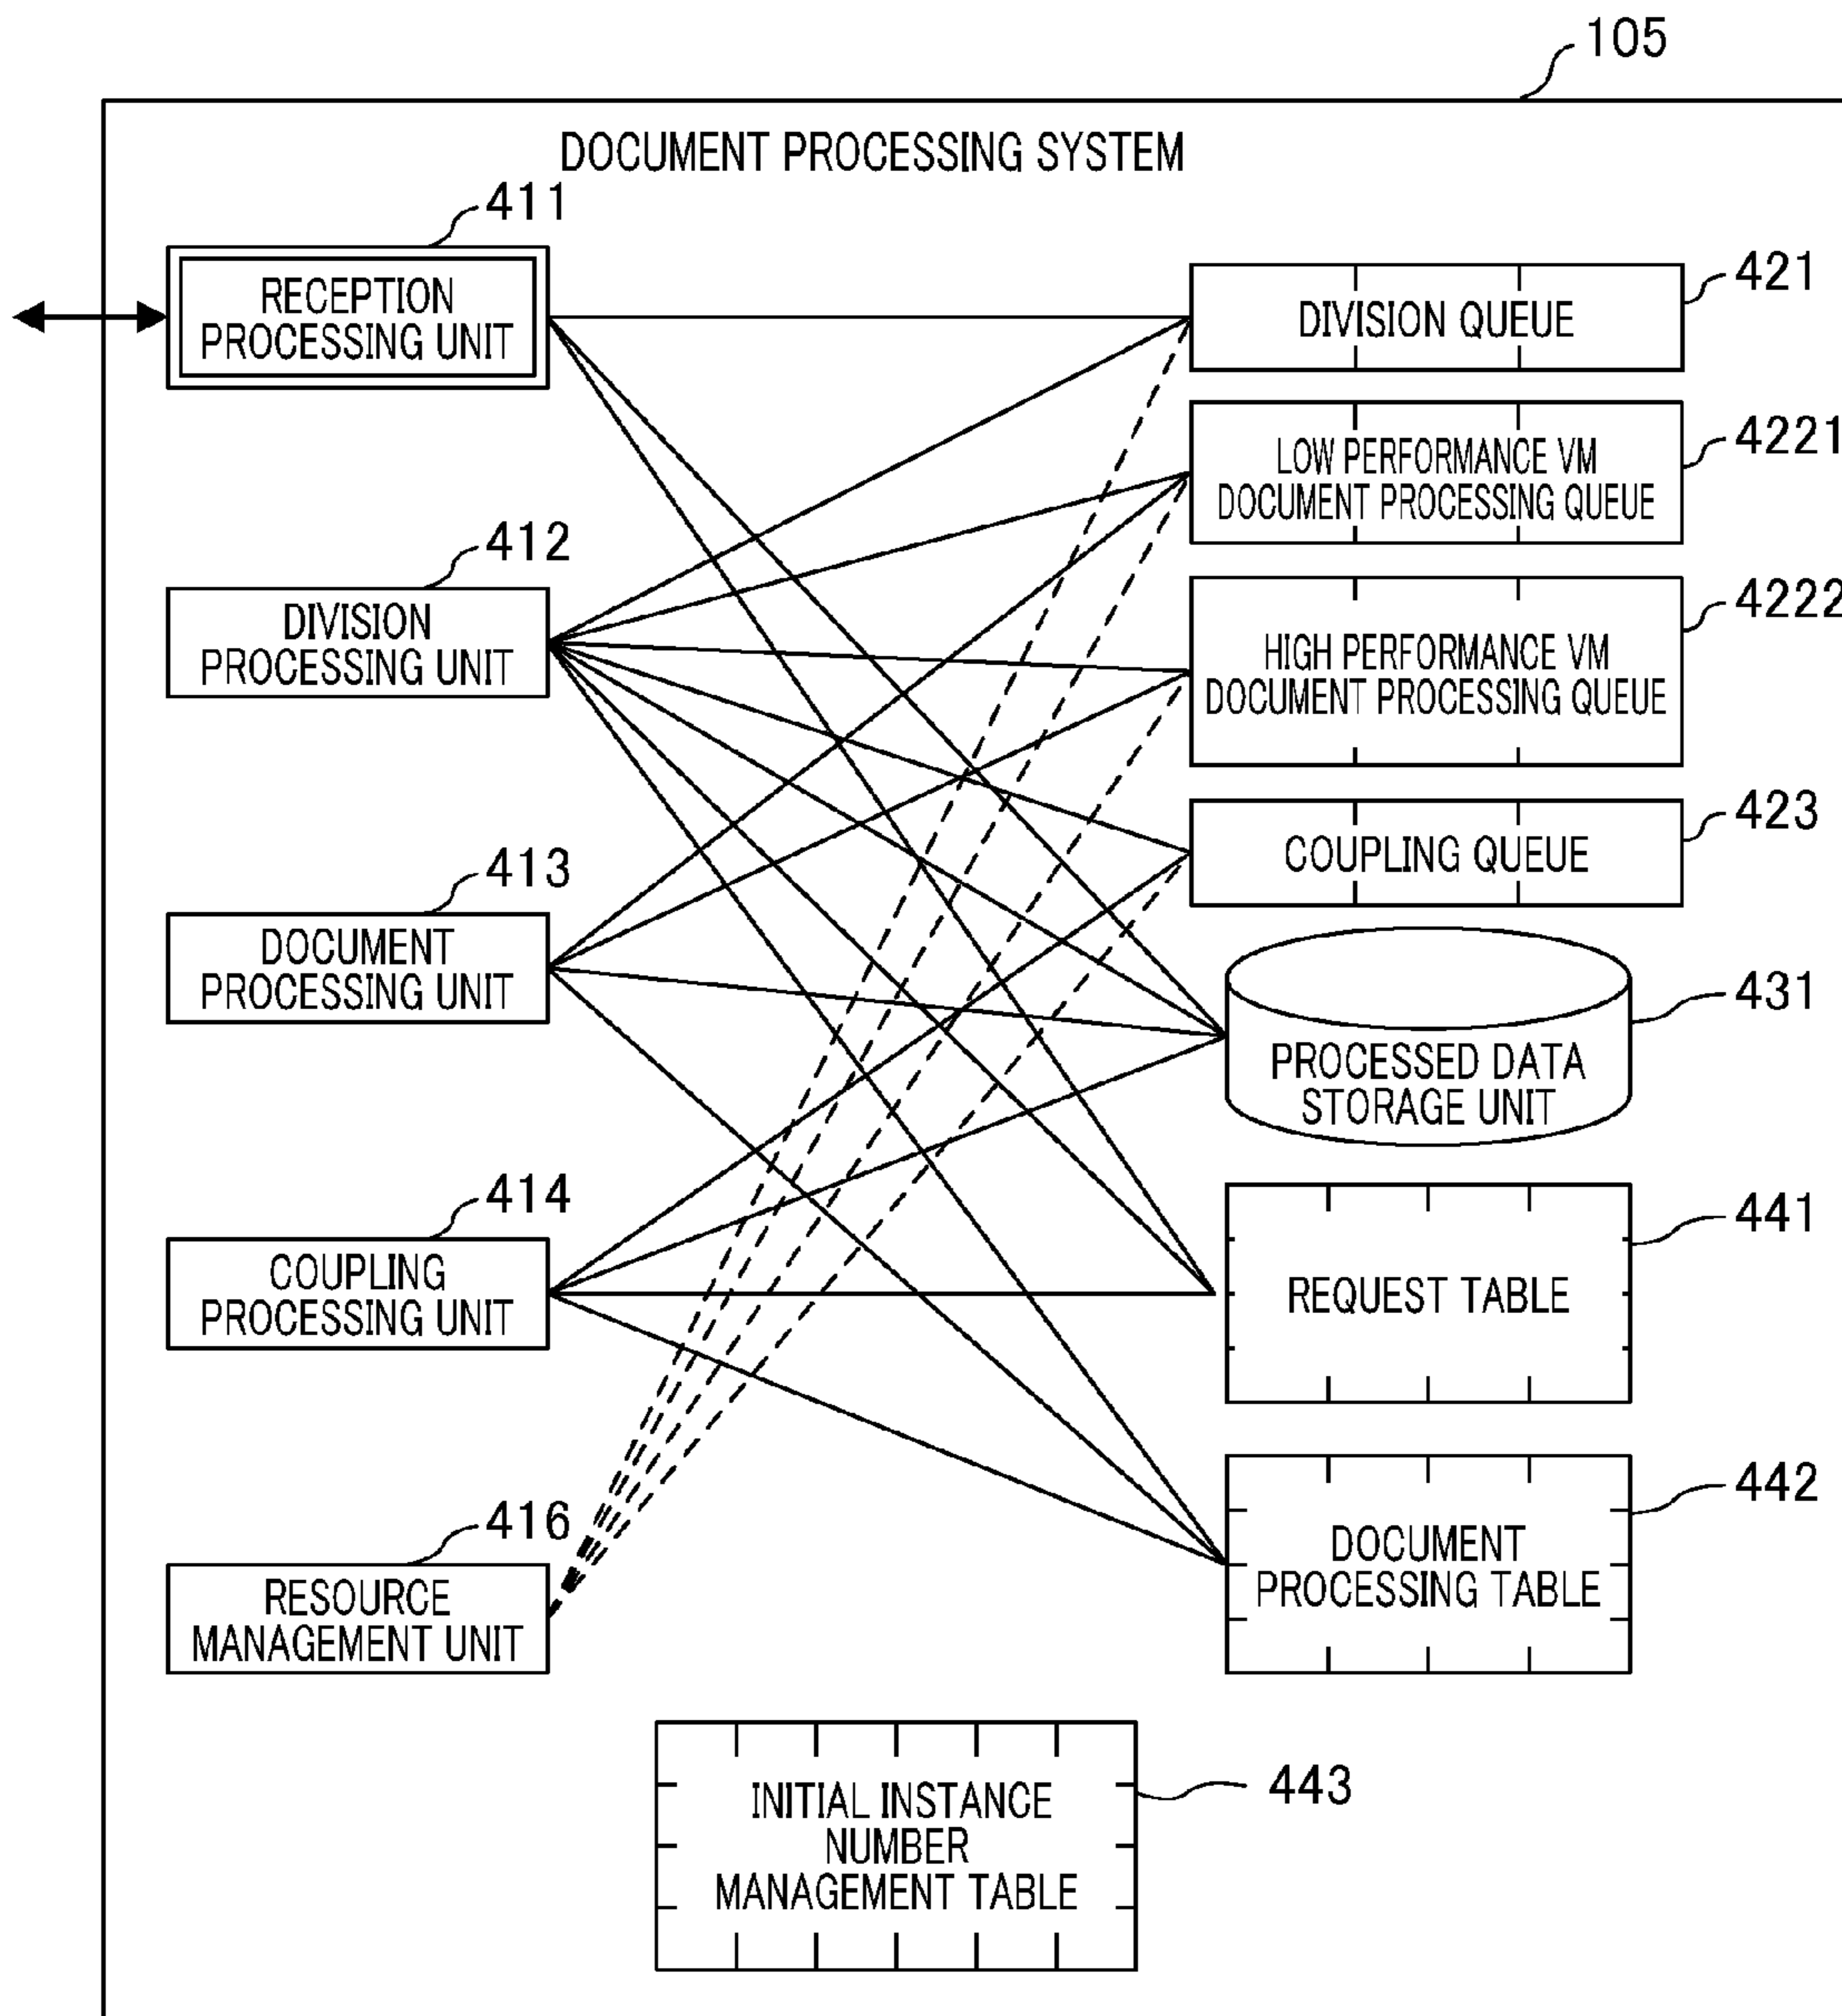 105
DOCUMENT PROCESSING SYSTEM
411
RECEPTION
PROCESSING UNIT
412
DIVISION
PROCESSING UNIT
413
DOCUMENT
PROCESSING UNIT
414
COUPLING
PROCESSING UNIT
416
RESOURCE
MANAGEMENT UNIT
421
DIVISION QUEUE
4221
LOW PERFORMANCE VM
DOCUMENT PROCESSING QUEUE
4222
HIGH PERFORMANCE VM
DOCUMENT PROCESSING QUEUE
423
COUPLING QUEUE
431
PROCESSED DATA
STORAGE UNIT
441
REQUEST TABLE
442
DOCUMENT
PROCESSING TABLE
443
INITIAL INSTANCE
NUMBER
MANAGEMENT TABLE